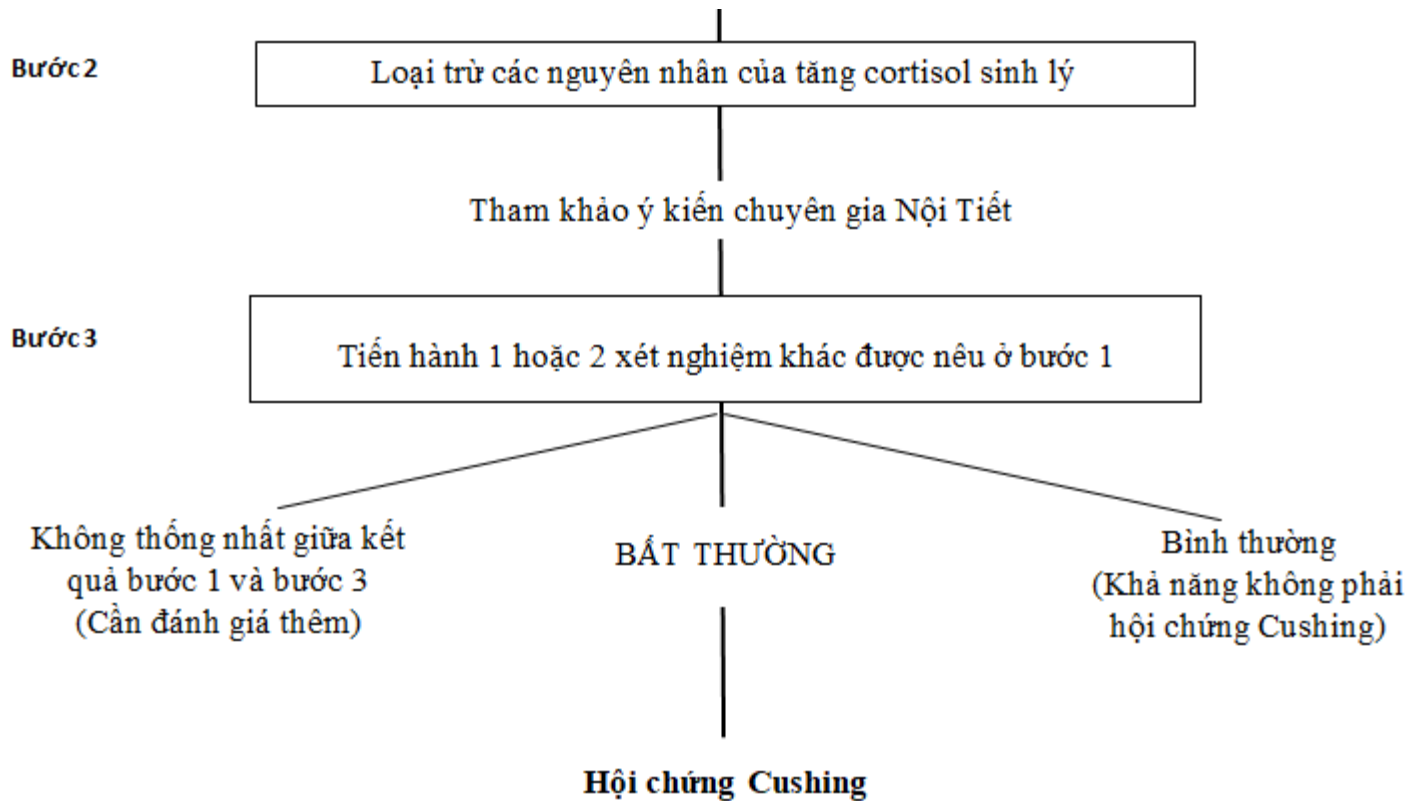 Bước 2
Loại trừ các nguyên nhân của tăng cortisol sinh lý
Tham khảo ý kiến chuyên gia Nội Tiết
Bước 3
Tiến hành 1 hoặc 2 xét nghiệm khác được nêu ở bước 1
Không thống nhất giữa kết
quả bước 1 và bước 3
(Cần đánh giá thêm)
BẤT THƯỜNG
Bình thường
(Khả năng không phải
hội chứng Cushing)
Hội chứng Cushing